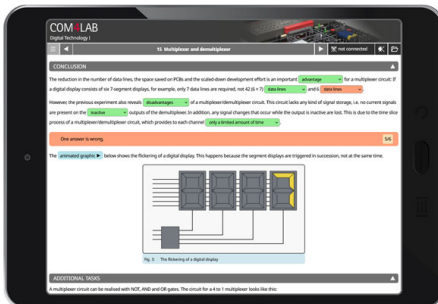 COM4LAB
Digital Technology I
15 Multiplexer and demultiplexer
not connected
CONCLUSION
The reduction in the number of data lines, the space saved on PCBs and the scaled-down development effort is an important advantage for a multiplexer circuit: If
a digital display consists of six 7-segment displays, for example, only 7 data lines are required, not 42 (6 × 7) data lines and 6 data lines .
However, the previous experiment also reveals disadvantages of a multiplexer/demultiplexer circuit. This circuit lacks any kind of signal storage, i.e. no current signals
are present on the inactive outputs of the demultiplexer. In addition, any signal changes that occur while the output is inactive are lost. This is due to the time slice
process of a multiplexer/demultiplexer circuit, which provides to each channel only a limited amount of time .
One answer is wrong. 5/6
The animated graphic below shows the flickering of a digital display. This happens because the segment displays are triggered in succession, not at the same time.
Fig. 3: The flickering of a digital display
ADDITIONAL TASKS
A multiplexer circuit can be realised with NOT, AND and OR gates. The circuit for a 4 to 1 multiplexer looks like this: